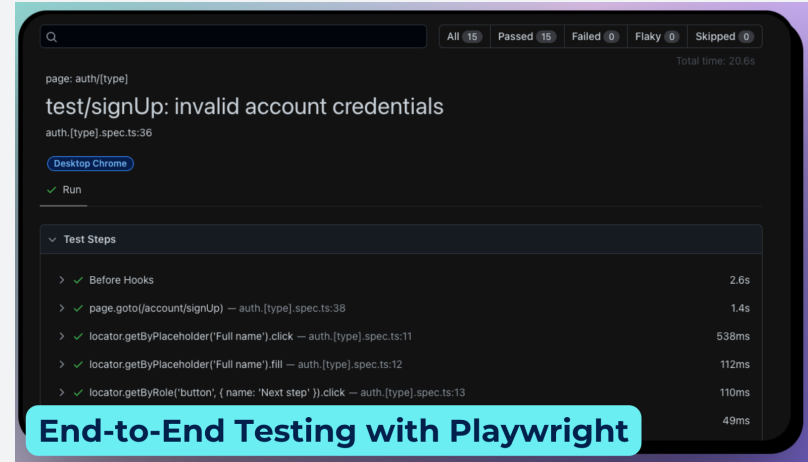 All 15 Passed 15 Failed 0 Flaky 0 Skipped 0
Total time: 20.6s
page: auth/[type]
test/signUp: invalid account credentials
auth.[type].spec.ts:36
Desktop Chrome
Run
Test Steps
Before Hooks 2.6s
page.goto(/account/signUp) — auth.[type].spec.ts:38 1.4s
locator.getByPlaceholder('Full name').click — auth.[type].spec.ts:11 538ms
locator.getByPlaceholder('Full name').fill — auth.[type].spec.ts:12 112ms
locator.getByRole('button', { name: 'Next step' }).click — auth.[type].spec.ts:13 110ms
49ms
End-to-End Testing with Playwright